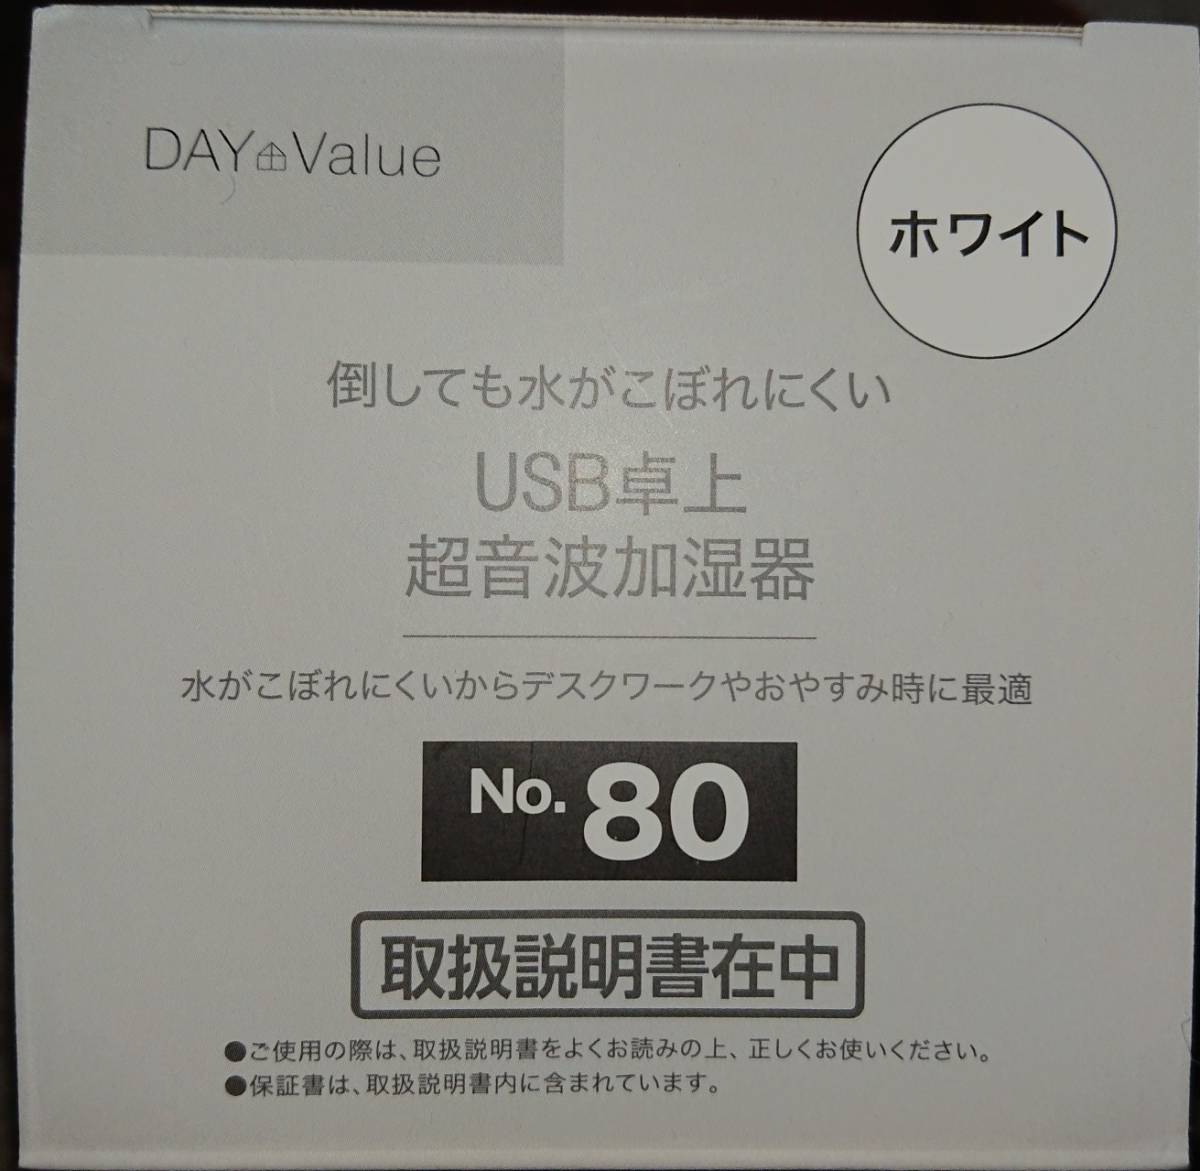 DAY Value
ホワイト
倒しても水がこぼれにくい
USB卓上
超音波加湿器
水がこぼれにくいからデスクワークやおやすみ時に最適
No.80
取扱説明書在中
●ご使用の際は、取扱説明書をよくお読みの上、正しくお使いください。
●保証書は、取扱説明書内に含まれています。